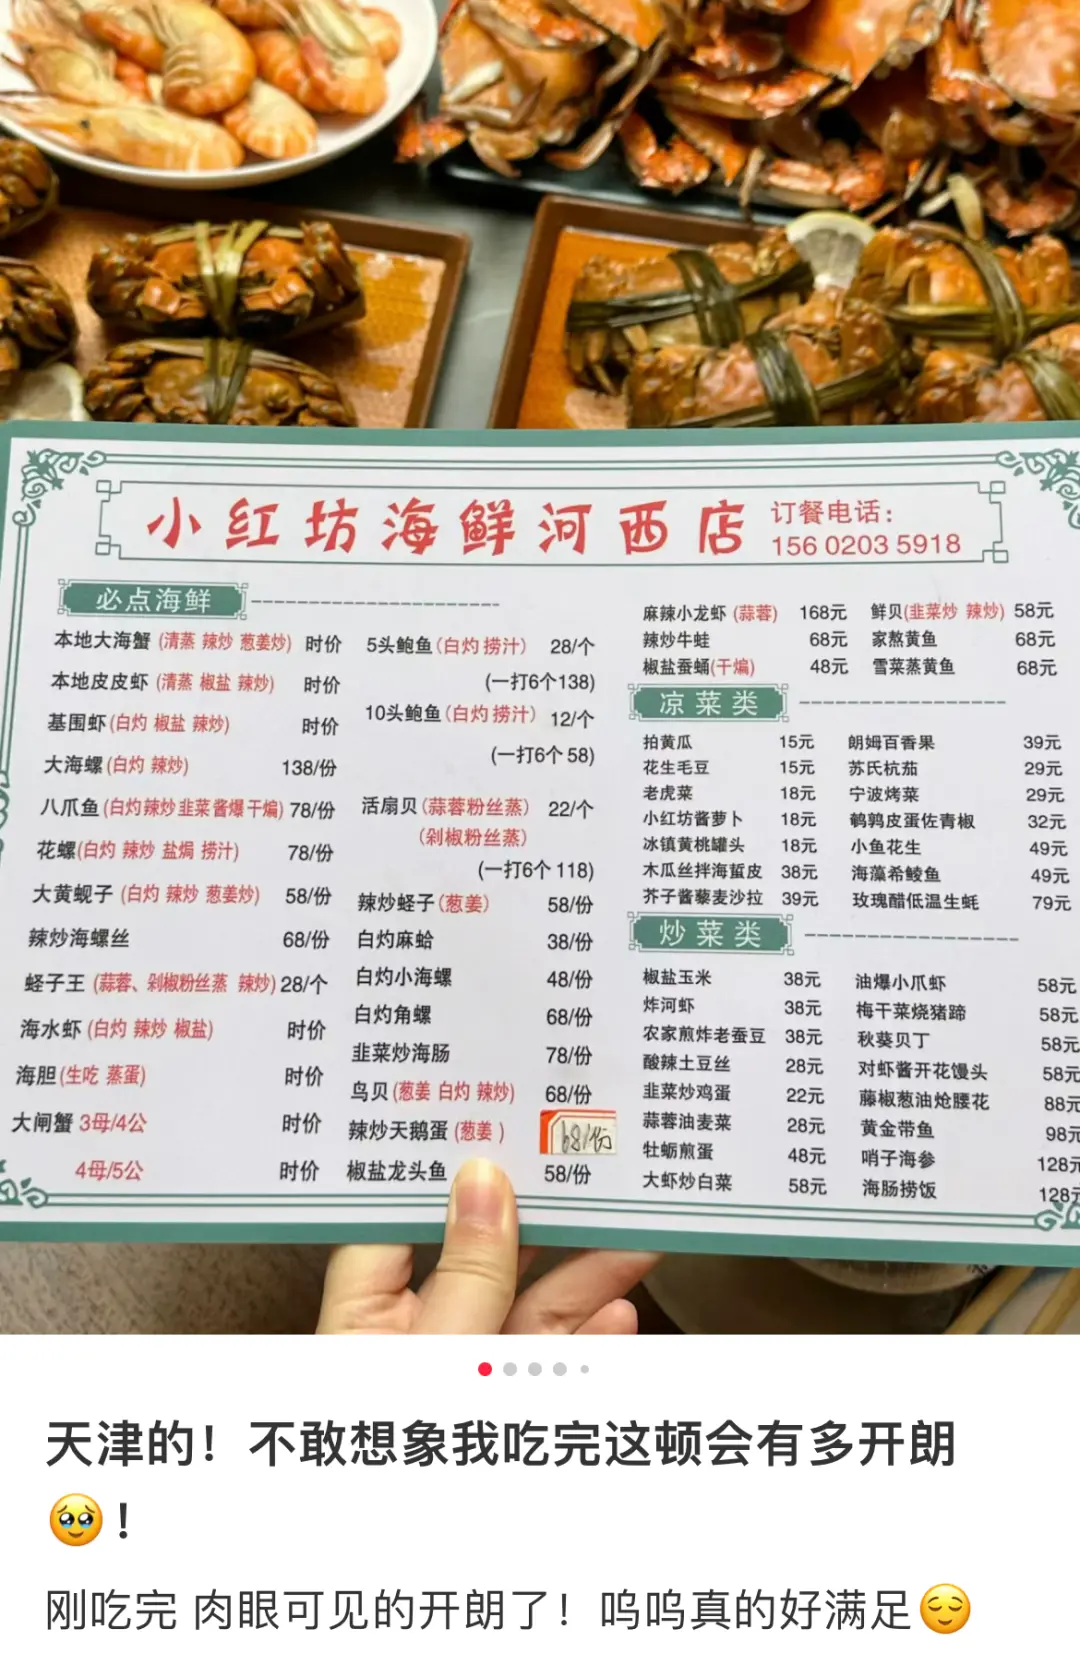 小红坊海鲜河西店
订餐电话：
156 0203 5918
必点海鲜
本地大海蟹 (清蒸 辣炒 葱姜炒) 时价
本地皮皮虾 (清蒸 椒盐 辣炒) 时价
基围虾 (白灼 椒盐 辣炒) 时价
大海螺 (白灼 辣炒) 138/份
八爪鱼 (白灼辣炒韭菜酱爆干煸) 78/份
花螺 (白灼 辣炒 盐焗 捞汁) 78/份
大黄蚬子 (白灼 辣炒 葱姜炒) 58/份
辣炒海螺丝 68/份
蛏子王 (蒜蓉、剁椒粉丝蒸 辣炒) 28/个
海水虾 (白灼 辣炒 椒盐) 时价
海胆 (生吃 蒸蛋) 时价
大闸蟹 3母/4公 时价
4母/5公 时价
5头鲍鱼 (白灼 捞汁) 28/个
(一打6个138)
10头鲍鱼 (白灼 捞汁) 12/个
(一打6个 58)
活扇贝 (蒜蓉粉丝蒸) 22/个
(剁椒粉丝蒸)
(一打6个 118)
辣炒蛏子 (葱姜) 58/份
白灼麻蛤 38/份
白灼小海螺 48/份
白灼角螺 68/份
韭菜炒海肠 78/份
鸟贝 (葱姜 白灼 辣炒) 68/份
辣炒天鹅蛋 (葱姜 ) 68/份
椒盐龙头鱼 58/份
麻辣小龙虾 (蒜蓉) 168元
辣炒牛蛙 68元
椒盐蚕蛹(干煸) 48元
鲜贝(韭菜炒 辣炒) 58元
家熬黄鱼 68元
雪菜蒸黄鱼 68元
凉菜类
拍黄瓜 15元
花生毛豆 15元
老虎菜 18元
小红坊酱萝卜 18元
冰镇黄桃罐头 18元
木瓜丝拌海蜇皮 38元
芥子酱藜麦沙拉 39元
朗姆百香果 39元
苏氏杭茄 29元
宁波烤菜 29元
鹌鹑皮蛋佐青椒 32元
小鱼花生 49元
海藻希鲮鱼 49元
玫瑰醋低温生蚝 79元
炒菜类
椒盐玉米 38元
炸河虾 38元
农家煎炸老蚕豆 38元
酸辣土豆丝 28元
韭菜炒鸡蛋 22元
蒜蓉油麦菜 28元
牡蛎煎蛋 48元
大虾炒白菜 58元
油爆小爪虾 58元
梅干菜烧猪蹄 58元
秋葵贝丁 58元
对虾酱开花馒头 58元
藤椒葱油炝腰花 88元
黄金带鱼 98元
哨子海参 128元
海肠捞饭 128元
天津的！不敢想象我吃完这顿会有多开朗
🥹！
刚吃完 肉眼可见的开朗了！呜呜真的好满足😌